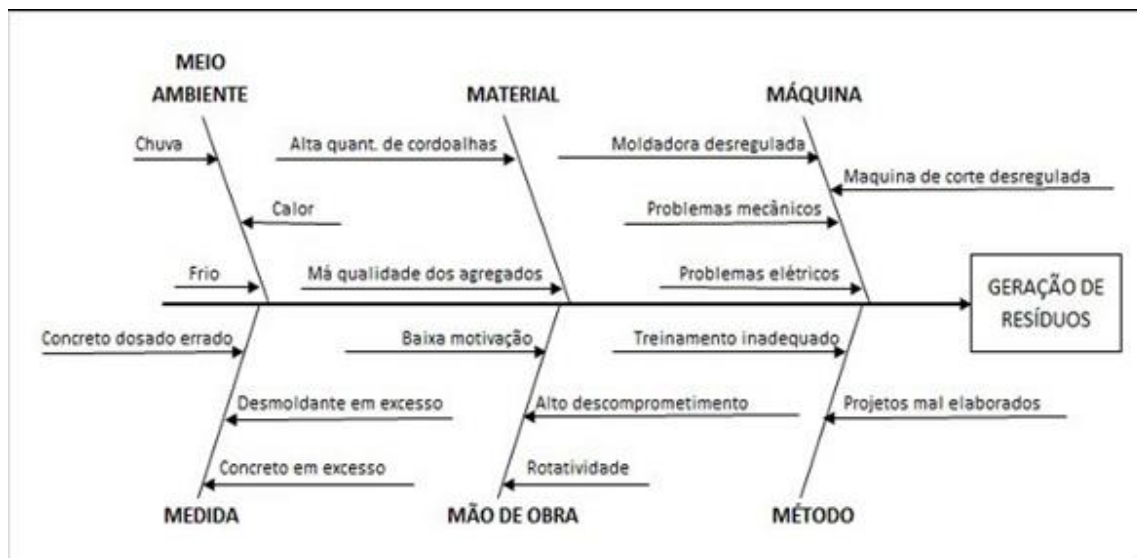 MEIO
AMBIENTE
MATERIAL
MÁQUINA
Chuva
Alta quant. de cordoalhas
Moldadora desregulada
Maquina de corte desregulada
Calor
Problemas mecânicos
Frio
Má qualidade dos agregados
Problemas elétricos
GERAÇÃO DE
RESÍDUOS
Concreto dosado errado
Baixa motivação
Treinamento inadequado
Desmoldante em excesso
Alto descomprometimento
Projetos mal elaborados
Concreto em excesso
Rotatividade
MEDIDA
MÃO DE OBRA
MÉTODO